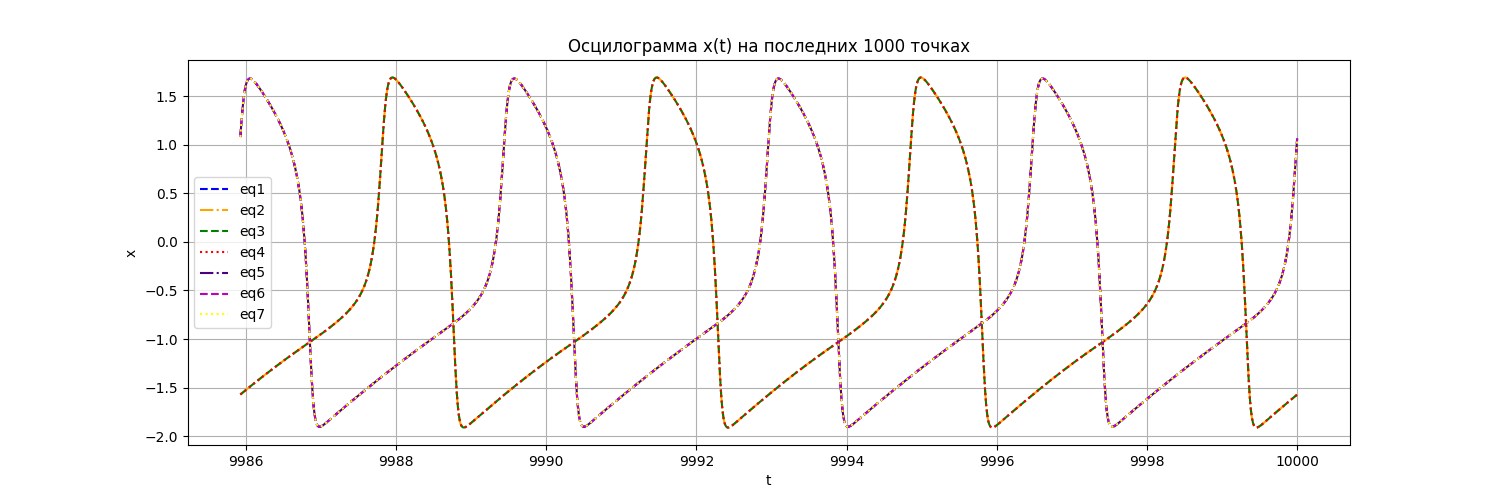 Осцилограмма x(t) на последних 1000 точках
x
1.5
1.0
0.5
0.0
−0.5
−1.0
−1.5
−2.0
eq1
eq2
eq3
eq4
eq5
eq6
eq7
9986
9988
9990
9992
9994
9996
9998
10000
t